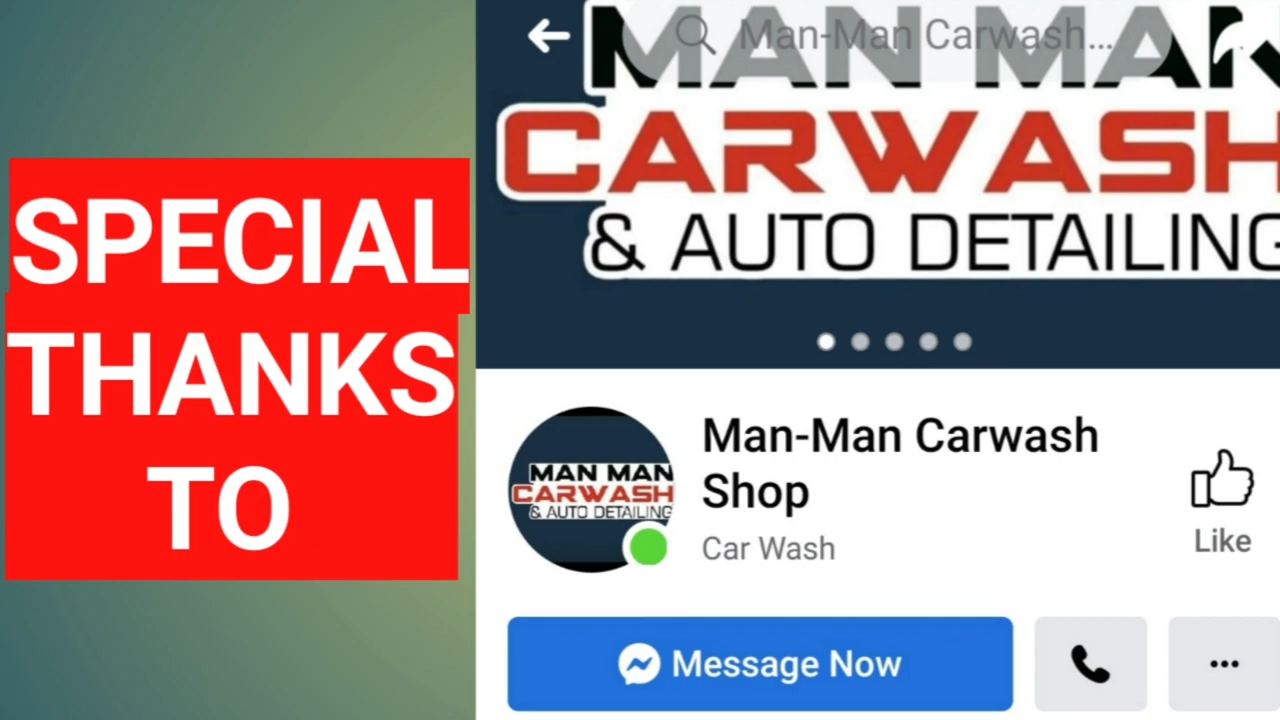 SPECIAL
THANKS
TO
Man-Man Carwash...
MAN MAN
CARWASH
& AUTO DETAILING
Man-Man Carwash
Shop
Car Wash
MAN MAN
CARWASH
& AUTO DETAILING
Like
Message Now